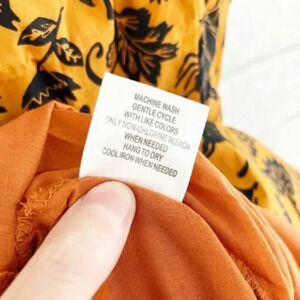 MACHINE WASH
GENTLE CYCLE
WITH LIKE COLORS
ONLY NON-CHLORINE BLEACH
WHEN NEEDED
HANG TO DRY
COOL IRON WHEN NEEDED